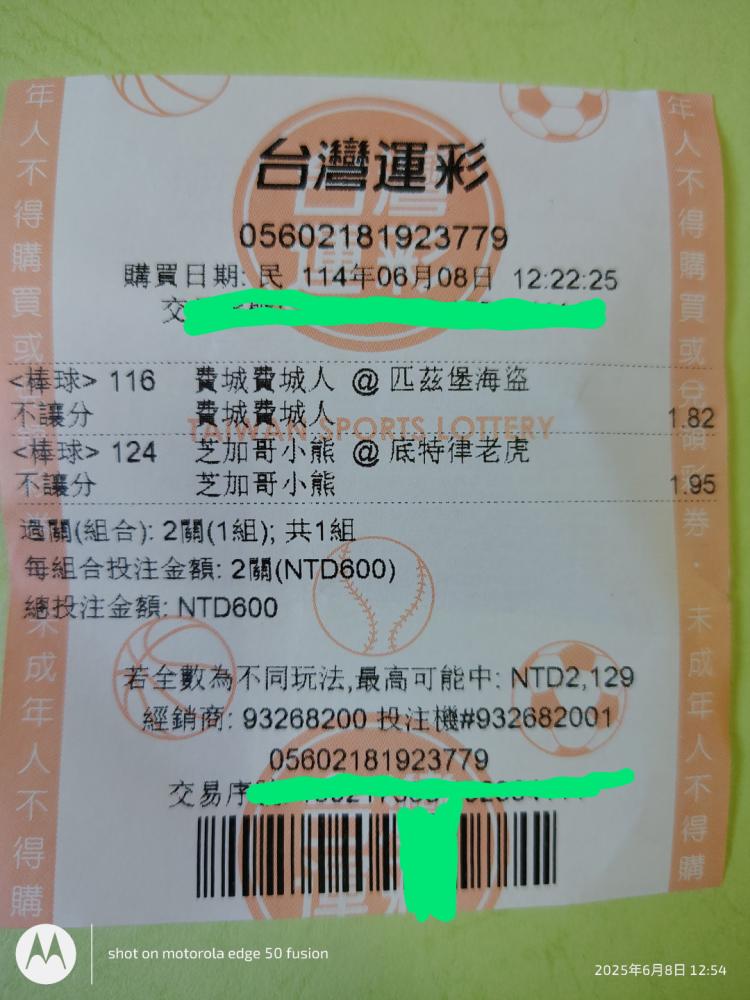 台灣運彩
05602181923779
購買日期: 民 114年06月08日 12:22:25
交
<棒球> 116 費城費城人 @ 匹茲堡海盜
不讓分 費城費城人 1.82
TAIWAN SPORTS LOTTERY
<棒球> 124 芝加哥小熊 @ 底特律老虎
不讓分 芝加哥小熊 1.95
過關(組合): 2關(1組); 共1組
每組合投注金額: 2關(NTD600)
總投注金額: NTD600
若全數為不同玩法,最高可能中: NTD2,129
經銷商: 93268200 投注機#932682001
05602181923779
交易序
年人不得購買或
未成年人不得購
年人不得購買或兌領彩券・未成年人不得購
shot on motorola edge 50 fusion
2025年6月8日 12:54